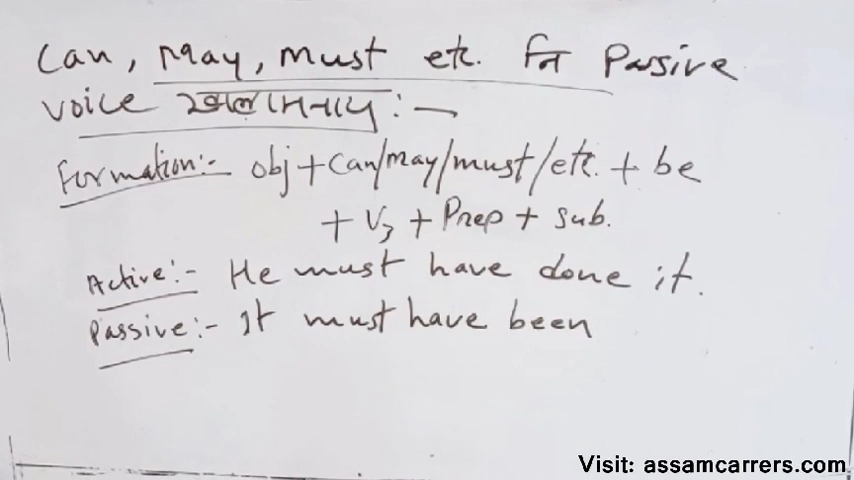 Can, May, Must etc. কি Passive
voice
Formation:- obj + Can/may/must/etc. + be
+ V3 + Prep + sub.
Active:- He must have done it.
Passive:- It must have been
Visit: assamcarrers.com